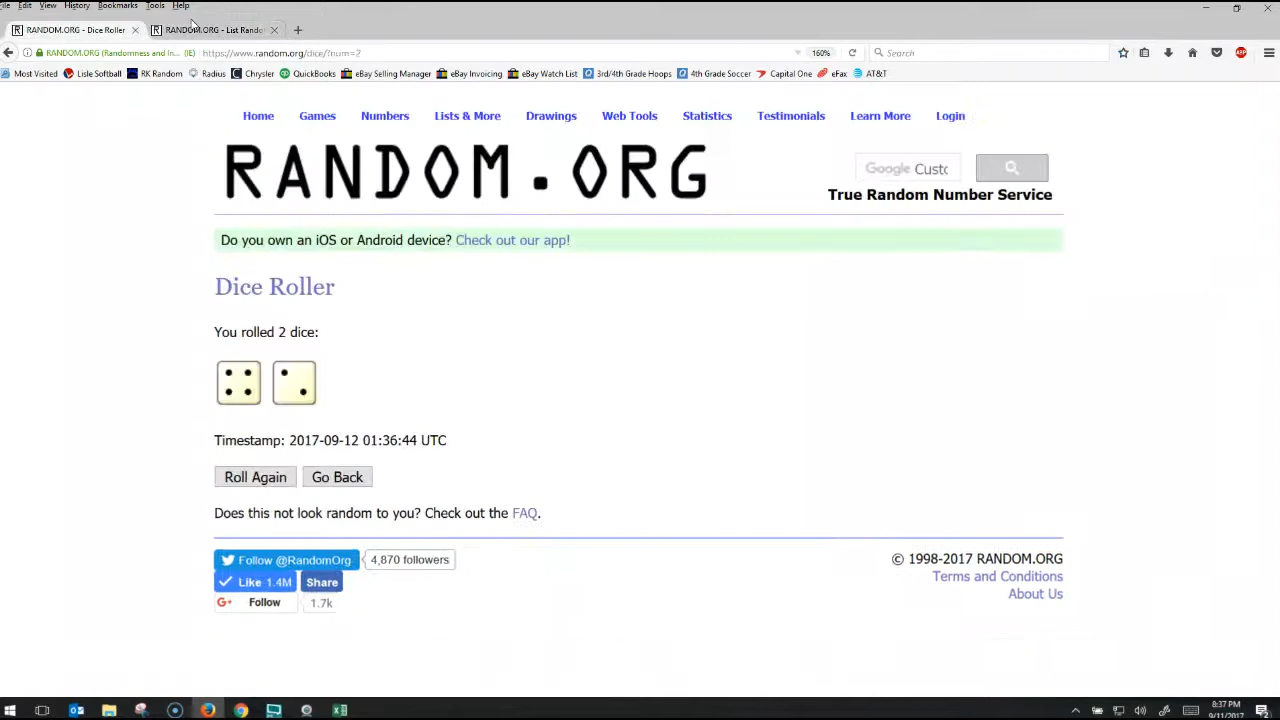 File Edit View History Bookmarks Tools Help
RANDOM.ORG - Dice Roller RANDOM.ORG - List Rando
RANDOM.ORG (Randomness and In... (IE) https://www.random.org/dice/?num=2 160% Search
Most Visited Lisle Softball RK Random Radius Chrysler QuickBooks eBay Selling Manager eBay Invoicing eBay Watch List 3rd/4th Grade Hoops 4th Grade Soccer Capital One eFax AT&T
Home Games Numbers Lists & More Drawings Web Tools Statistics Testimonials Learn More Login
RANDOM.ORG
Google Custo
True Random Number Service
Do you own an iOS or Android device? Check out our app!
Dice Roller
You rolled 2 dice:
Timestamp: 2017-09-12 01:36:44 UTC
Roll Again Go Back
Does this not look random to you? Check out the FAQ.
Follow @RandomOrg 4,870 followers
Like 1.4M Share
G+ Follow 1.7k
© 1998-2017 RANDOM.ORG
Terms and Conditions
About Us
8:37 PM
9/11/2017